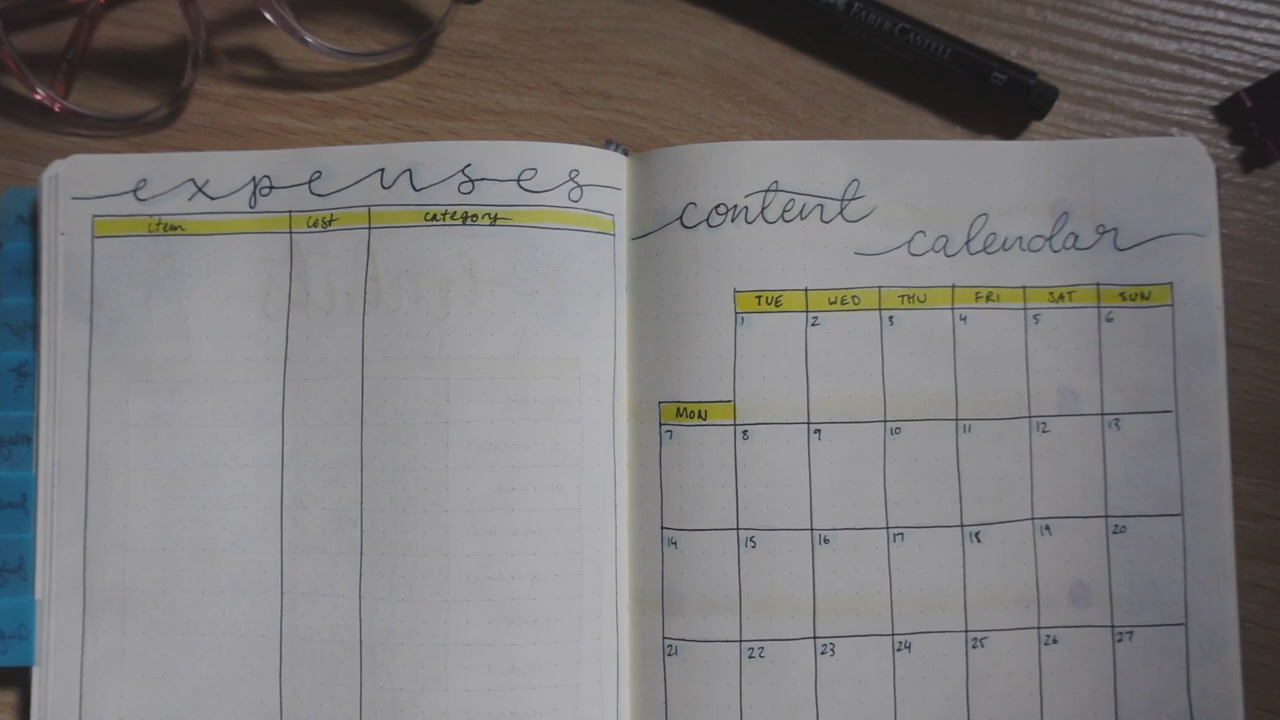 FABER-CASTELL B
expenses
item cost category
content
calendar
TUE WED THU FRI SAT SUN
1 2 3 4 5 6
MON
7 8 9 10 11 12 13
14 15 16 17 18 19 20
21 22 23 24 25 26 27